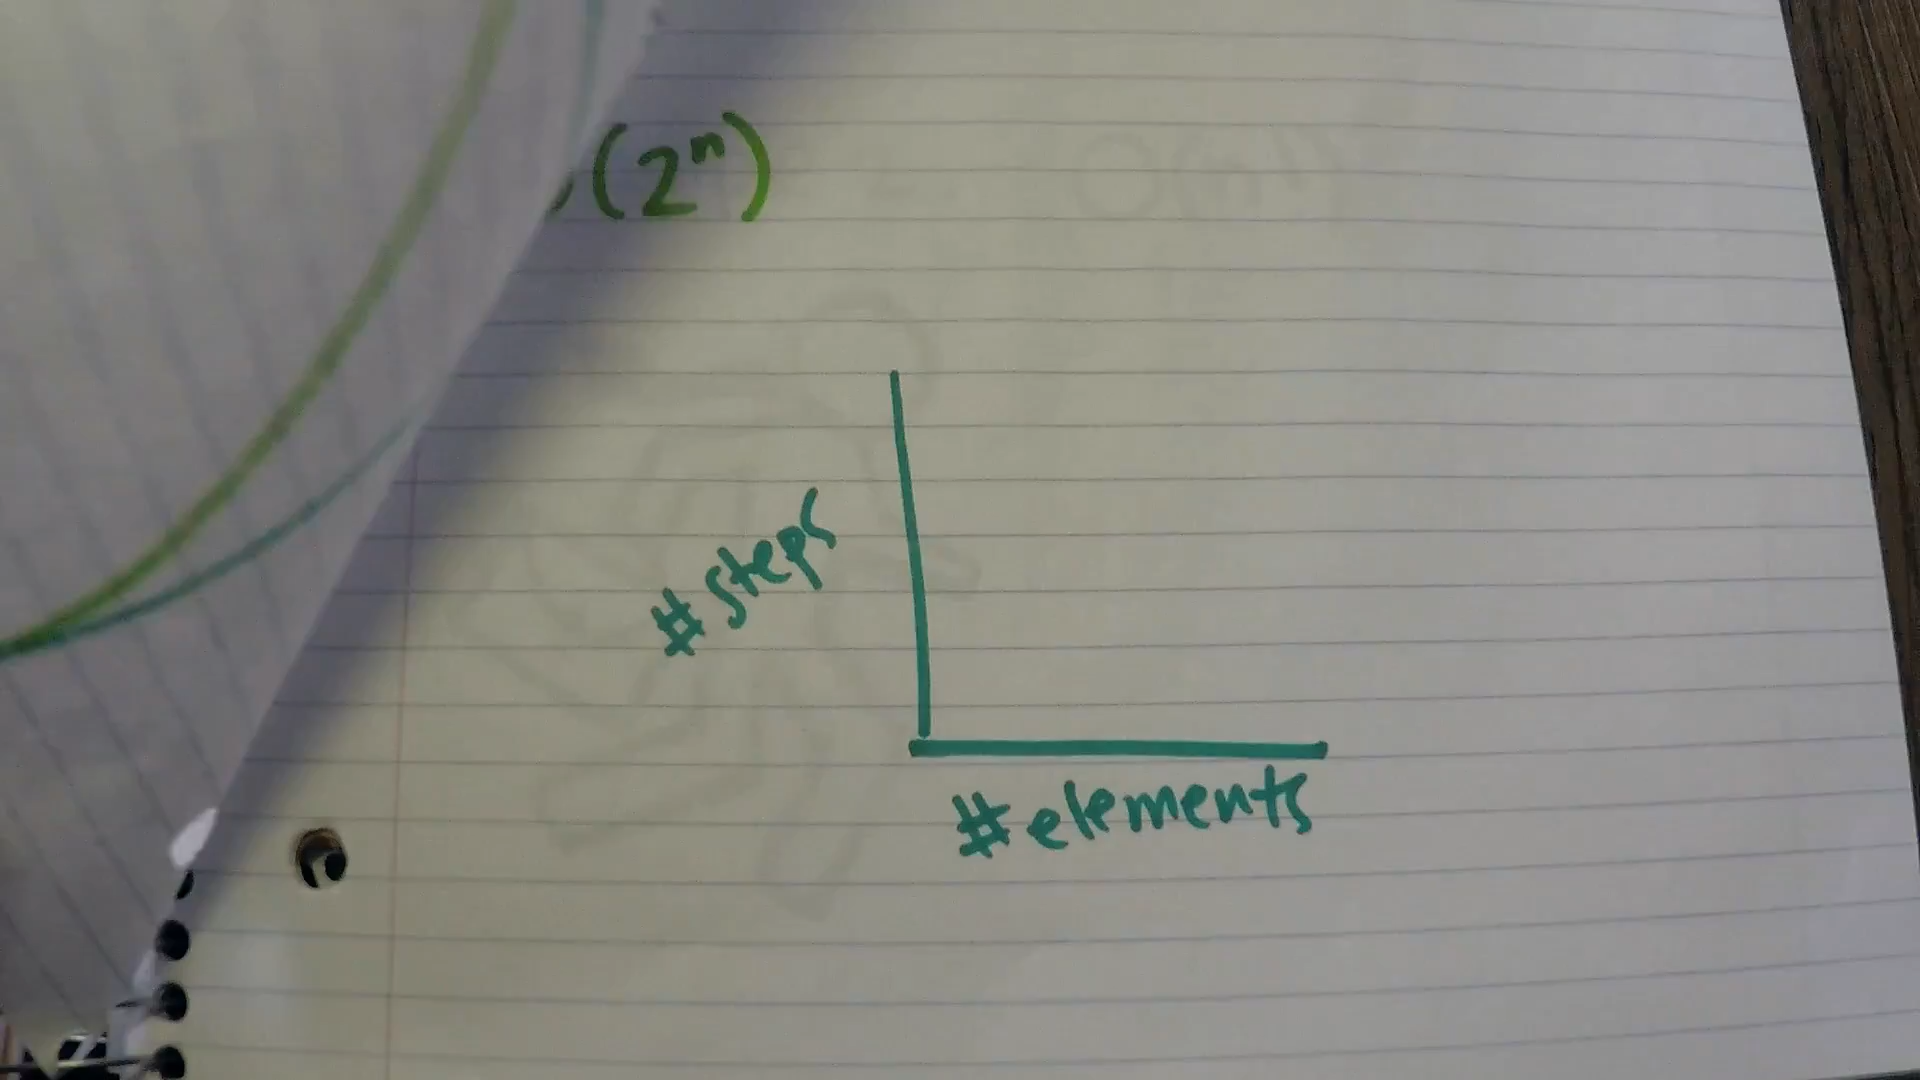 (2ⁿ)
# steps
# elements